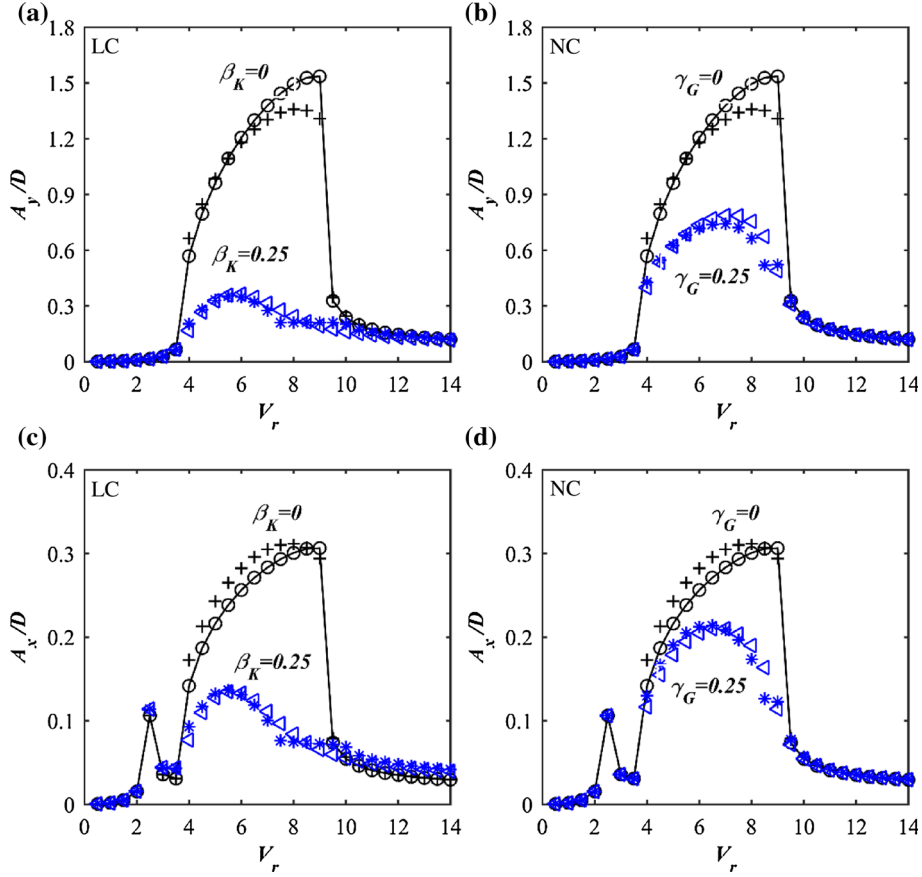 (a)
LC
β_K=0
β_K=0.25
A_y/D
1.8
1.5
1.2
0.9
0.6
0.3
0
0 2 4 6 8 10 12 14
V_r
(b)
NC
γ_G=0
γ_G=0.25
A_y/D
1.8
1.5
1.2
0.9
0.6
0.3
0
0 2 4 6 8 10 12 14
V_r
(c)
LC
β_K=0
β_K=0.25
A_x/D
0.4
0.3
0.2
0.1
0
0 2 4 6 8 10 12 14
V_r
(d)
NC
γ_G=0
γ_G=0.25
A_x/D
0.4
0.3
0.2
0.1
0
0 2 4 6 8 10 12 14
V_r